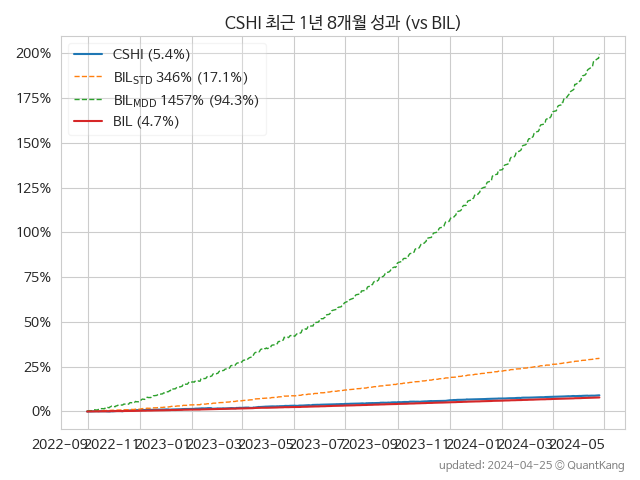 CSHI 최근 1년 8개월 성과 (vs BIL)
CSHI (5.4%)
BILSTD 346% (17.1%)
BILMDD 1457% (94.3%)
BIL (4.7%)
200%
175%
150%
125%
100%
75%
50%
25%
0%
2022-09 2022-11 2023-01 2023-03 2023-05 2023-07 2023-09 2023-11 2024-01 2024-03 2024-05
updated: 2024-04-25 © QuantKang